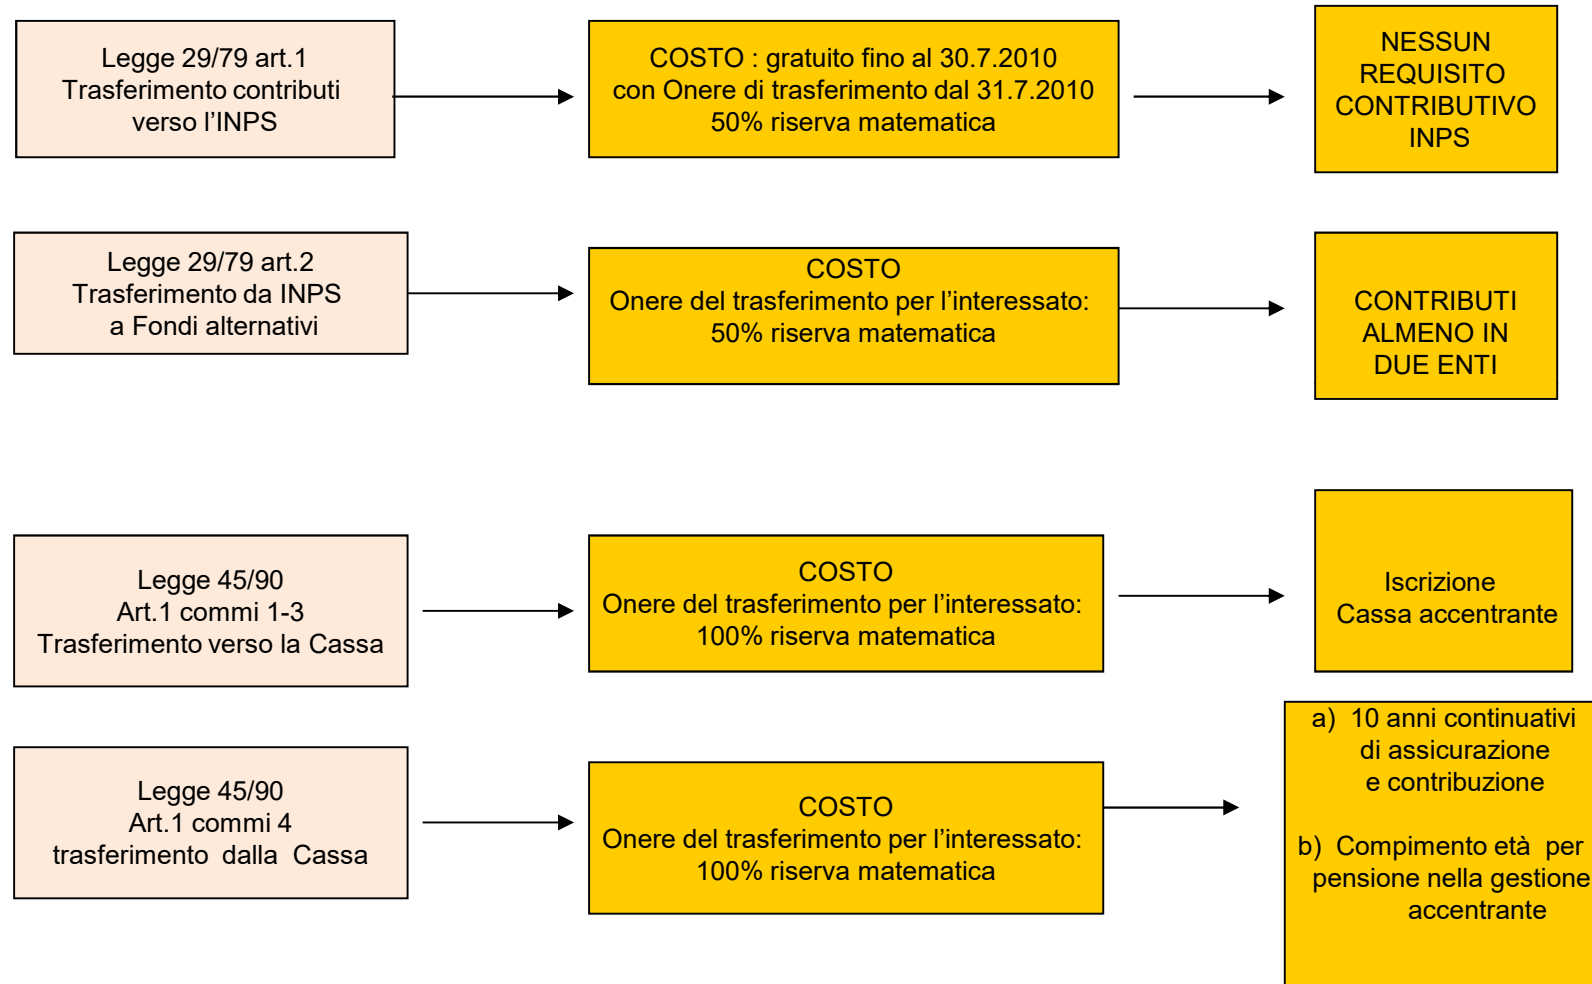 Legge 29/79 art.1
Trasferimento contributi
verso l'INPS
COSTO : gratuito fino al 30.7.2010
con Onere di trasferimento dal 31.7.2010
50% riserva matematica
NESSUN
REQUISITO
CONTRIBUTIVO
INPS
Legge 29/79 art.2
Trasferimento da INPS
a Fondi alternativi
COSTO
Onere del trasferimento per l'interessato:
50% riserva matematica
CONTRIBUTI
ALMENO IN
DUE ENTI
Legge 45/90
Art.1 commi 1-3
Trasferimento verso la Cassa
COSTO
Onere del trasferimento per l'interessato:
100% riserva matematica
Iscrizione
Cassa accentrante
Legge 45/90
Art.1 commi 4
trasferimento dalla Cassa
COSTO
Onere del trasferimento per l'interessato:
100% riserva matematica
a) 10 anni continuativi
di assicurazione
e contribuzione
b) Compimento età per
pensione nella gestione
accentrante